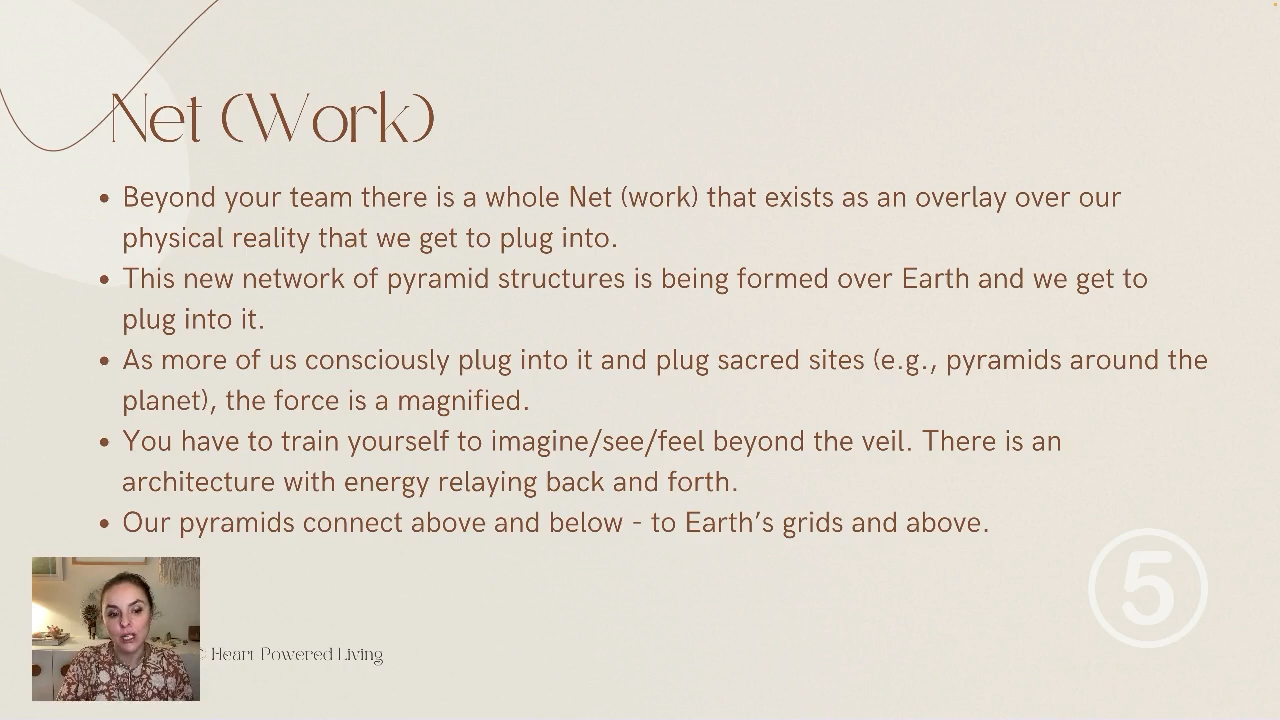 Net (Work)
• Beyond your team there is a whole Net (work) that exists as an overlay over our
physical reality that we get to plug into.
• This new network of pyramid structures is being formed over Earth and we get to
plug into it.
• As more of us consciously plug into it and plug sacred sites (e.g., pyramids around the
planet), the force is a magnified.
• You have to train yourself to imagine/see/feel beyond the veil. There is an
architecture with energy relaying back and forth.
• Our pyramids connect above and below - to Earth’s grids and above.
5
© Heart Powered Living